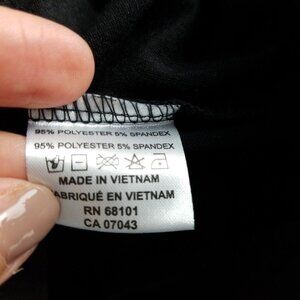 95% POLYESTER 5% SPANDEX
95% POLYESTER 5% SPANDEX
MADE IN VIETNAM
FABRIQUÉ EN VIETNAM
RN 68101
CA 07043